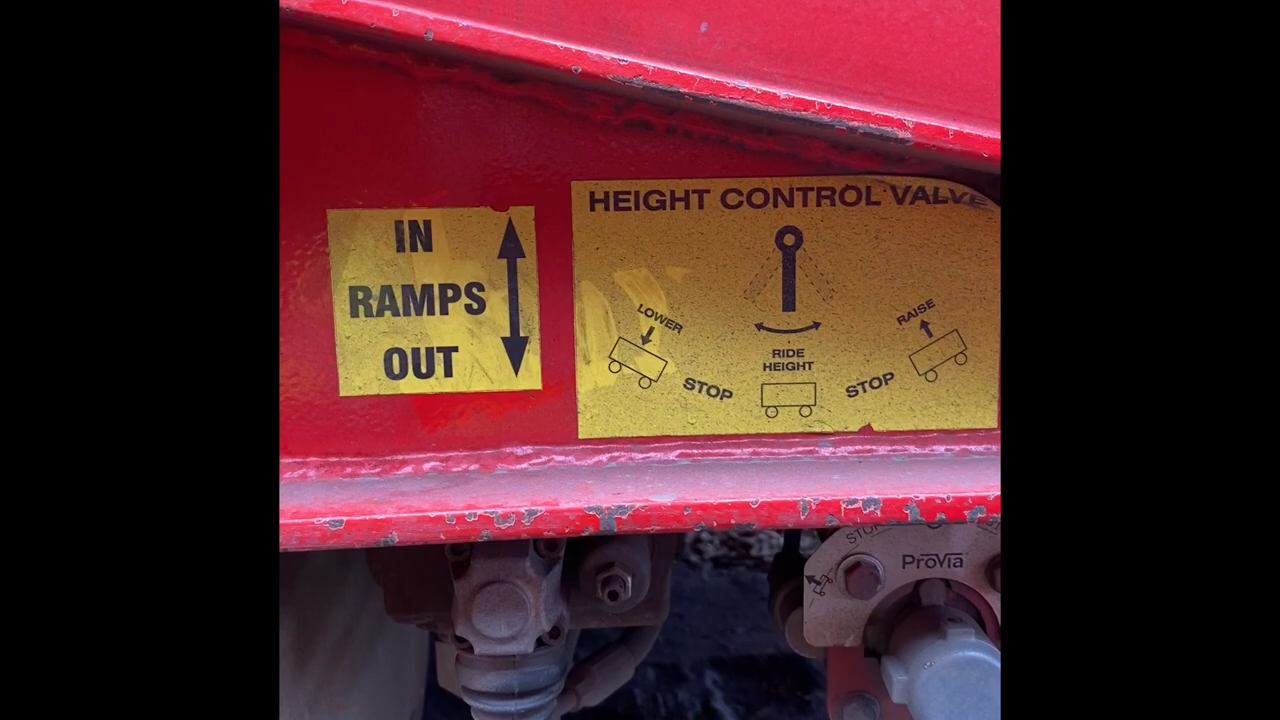 IN
RAMPS
OUT
HEIGHT CONTROL VALVE
LOWER
RAISE
RIDE
HEIGHT
STOP
STOP
ProVia